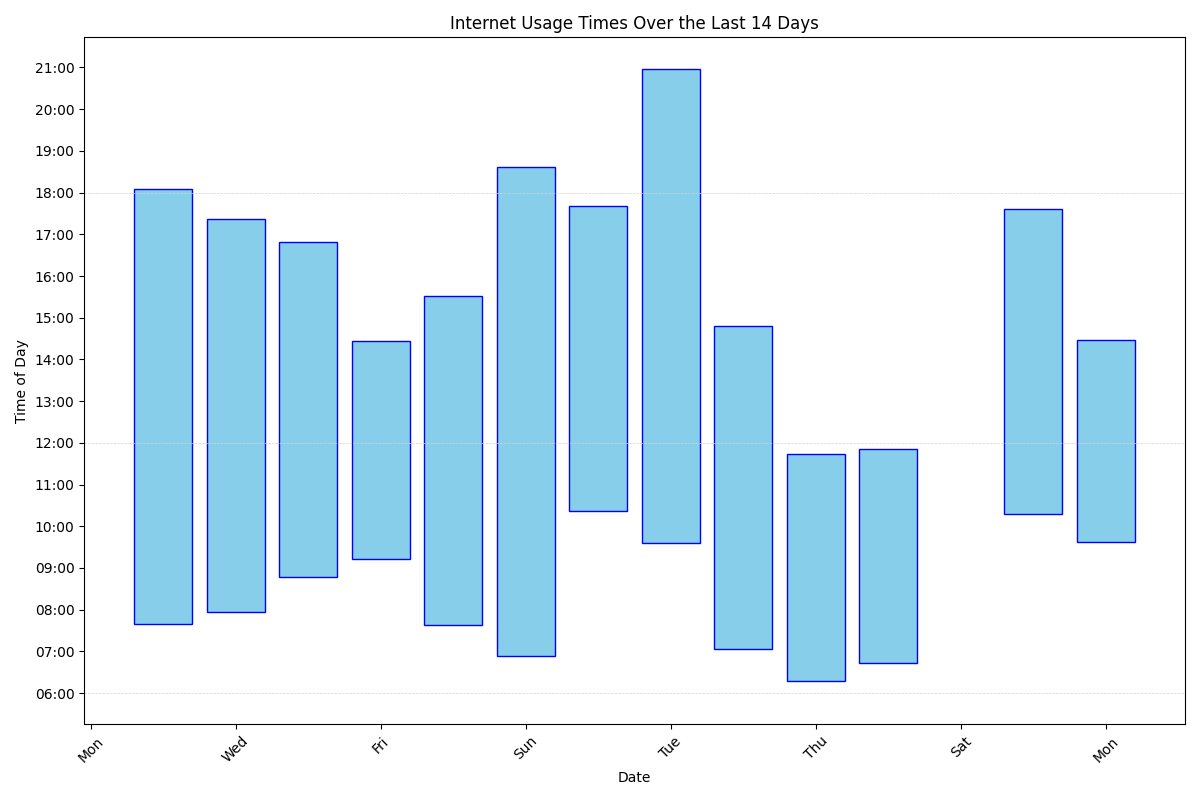 Internet Usage Times Over the Last 14 Days
21:00
20:00
19:00
18:00
17:00
16:00
15:00
14:00
13:00
12:00
11:00
10:00
09:00
08:00
07:00
06:00
Time of Day
Mon
Wed
Fri
Sun
Tue
Thu
Sat
Mon
Date